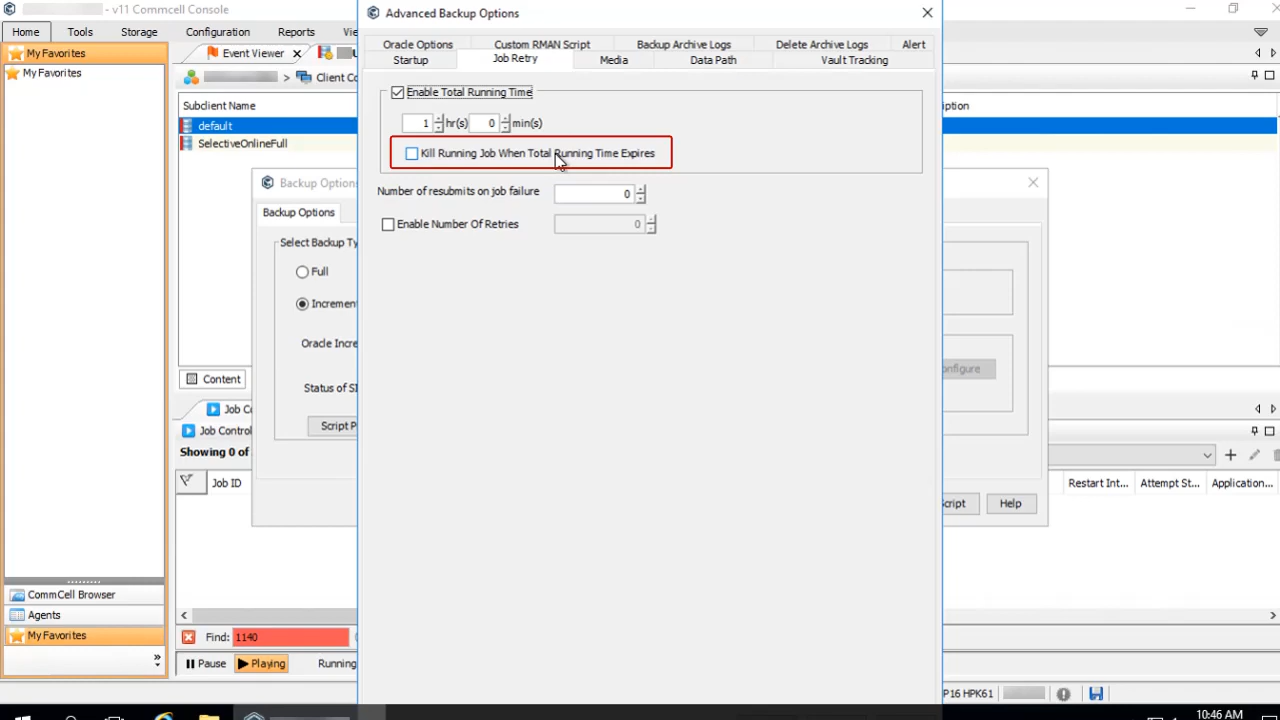 v11 Commcell Console
Home Tools Storage Configuration Reports
My Favorites
My Favorites
Event Viewer
> Client Co
Subclient Name
default
SelectiveOnlineFull
Backup Option
Backup Options
Select Backup Ty
Full
Increment
Oracle Incre
Status of
Script P
Content
Job Co
Job Control
Showing 0 of
Job ID
CommCell Browser
Agents
My Favorites
Find: 1140
Pause Playing Running
Advanced Backup Options
Oracle Options Custom RMAN Script Backup Archive Logs Delete Archive Logs Alert
Startup Job Retry Media Data Path Vault Tracking
Enable Total Running Time
1 hr(s) 0 min(s)
Kill Running Job When Total Running Time Expires
Number of resubmits on job failure 0
Enable Number Of Retries 0
iption
onfigure
Script Help
Restart Int... Attempt St... Application...
P16 HPK61
10:46 AM